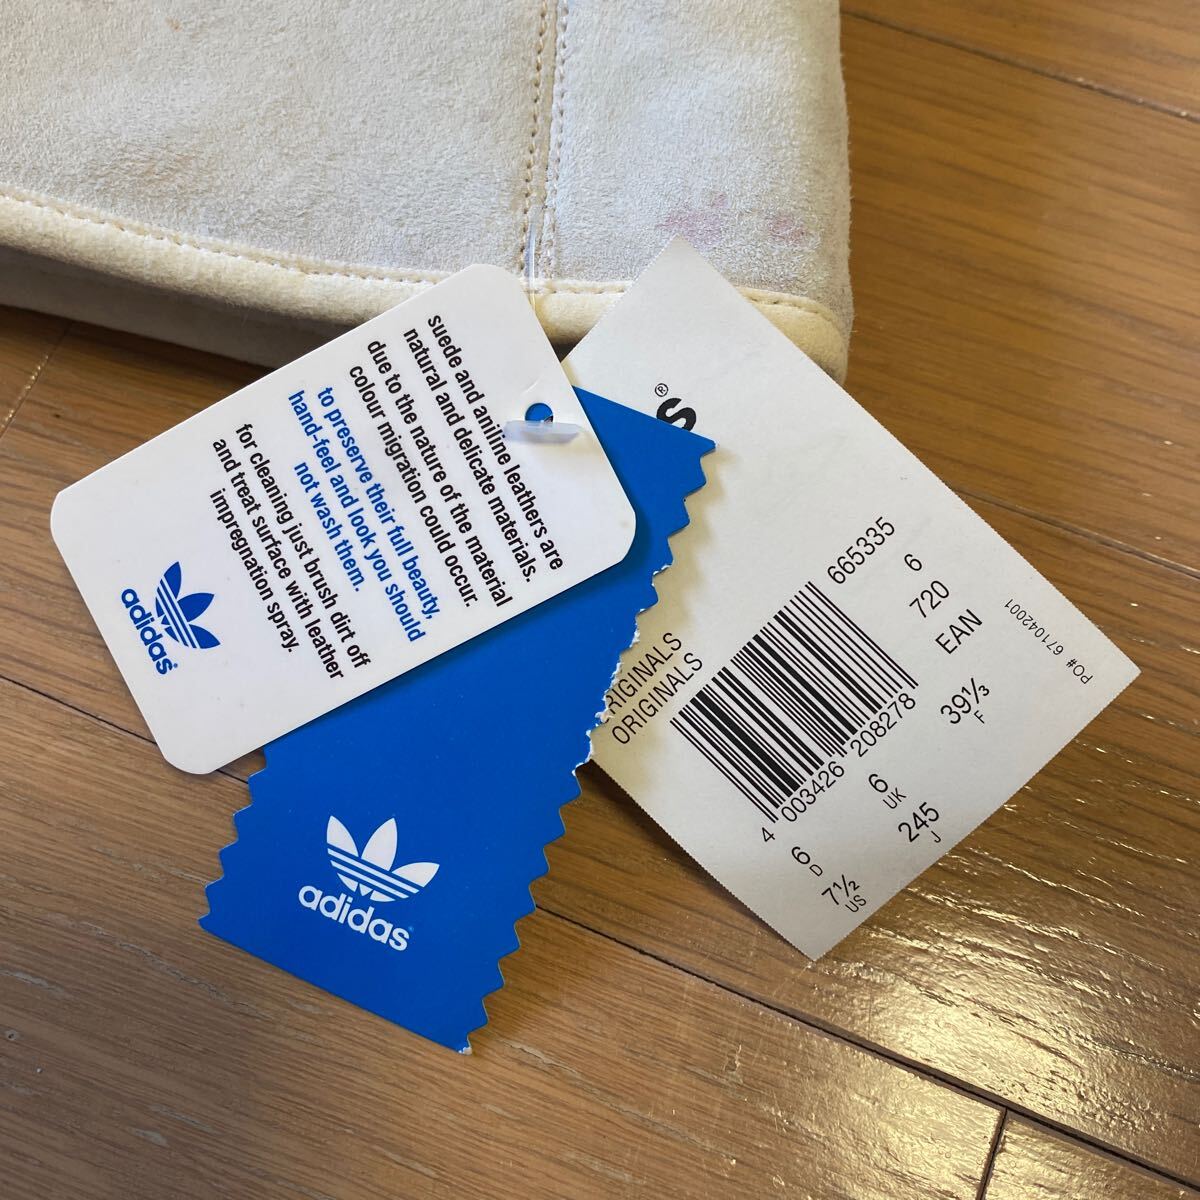 suede and aniline leathers are
natural and delicate materials.
due to the nature of the material
colour migration could occur.
to preserve their full beauty,
hand-feel and look you should
not wash them.
for cleaning just brush dirt off
and treat surface with leather
impregnation spray.
adidas
adidas
S®
RIGINALS
ORIGINALS
665335
6
720
EAN
PO# 671042001
4 003426 208278
39⅓
F
6
UK
245
J
6
D
7½
US